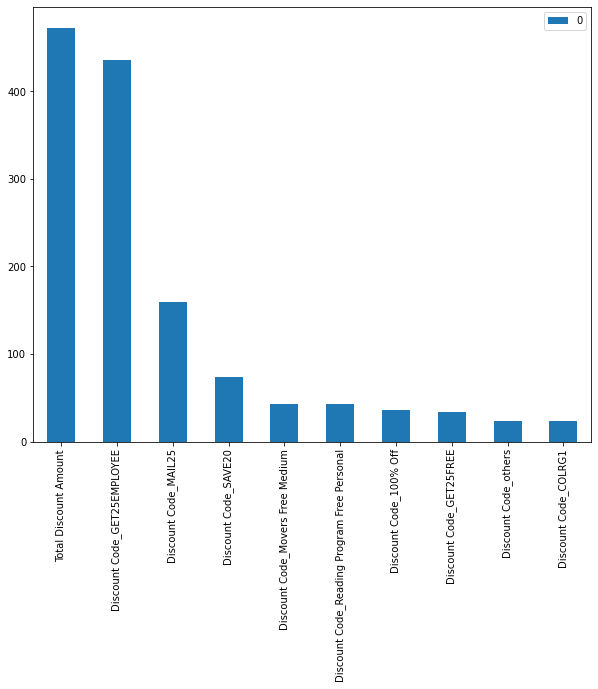 0
400
300
200
100
0
Total Discount Amount
Discount Code_GET25EMPLOYEE
Discount Code_MAIL25
Discount Code_SAVE20
Discount Code_Movers Free Medium
Discount Code_Reading Program Free Personal
Discount Code_100% Off
Discount Code_GET25FREE
Discount Code_others
Discount Code_COLRG1